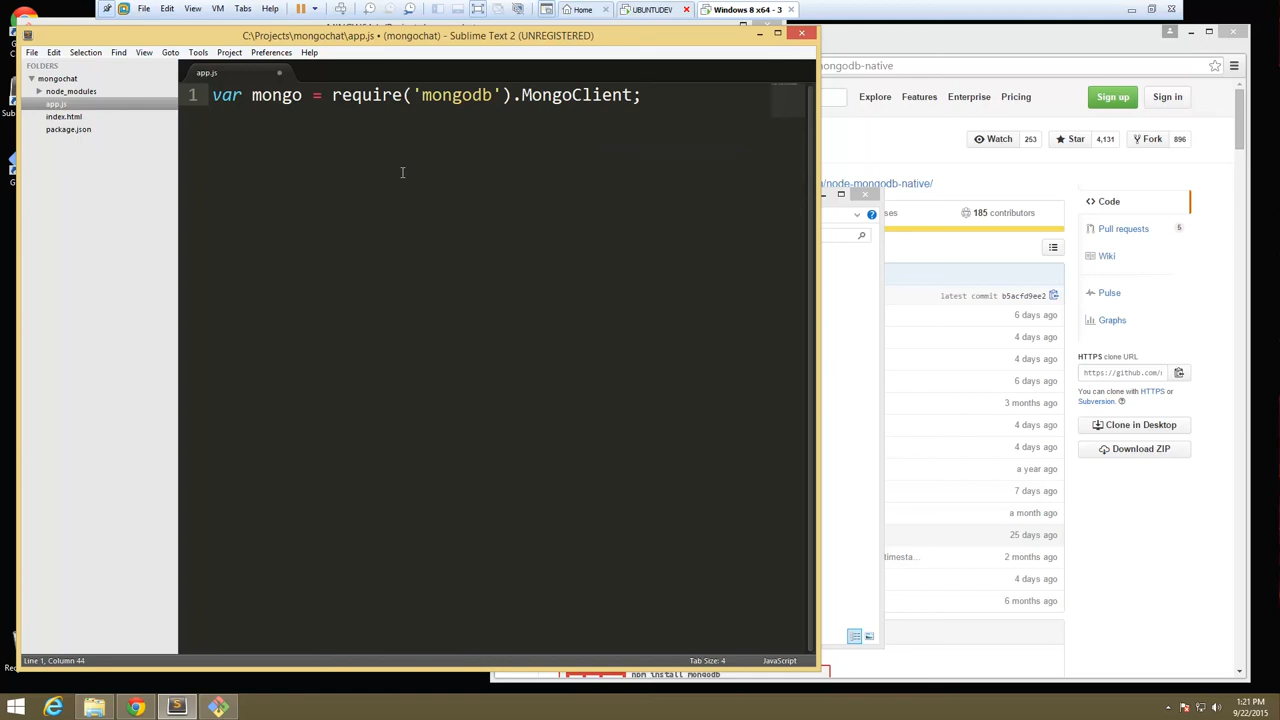 File Edit View VM Tabs Help
Home
UBUNTUDEV
Windows 8 x64 - 3
C:\Projects\mongochat\app.js • (mongochat) - Sublime Text 2 (UNREGISTERED)
File Edit Selection Find View Goto Tools Project Preferences Help
FOLDERS
mongochat
node_modules
app.js
index.html
package.json
app.js
1 var mongo = require('mongodb').MongoClient;
Line 1, Column 44
Tab Size: 4
JavaScript
mongodb-native
Explore Features Enterprise Pricing
Sign up Sign in
Watch 253 Star 4,131 Fork 896
/node-mongodb-native/
ses 185 contributors
latest commit b5acfd9ee2
6 days ago
4 days ago
4 days ago
6 days ago
3 months ago
4 days ago
4 days ago
a year ago
7 days ago
a month ago
25 days ago
timesta... 2 months ago
4 days ago
6 months ago
Code
Pull requests 5
Wiki
Pulse
Graphs
HTTPS clone URL
https://github.com/
You can clone with HTTPS or
Subversion.
Clone in Desktop
Download ZIP
npm install mongodb
1:21 PM
9/22/2015